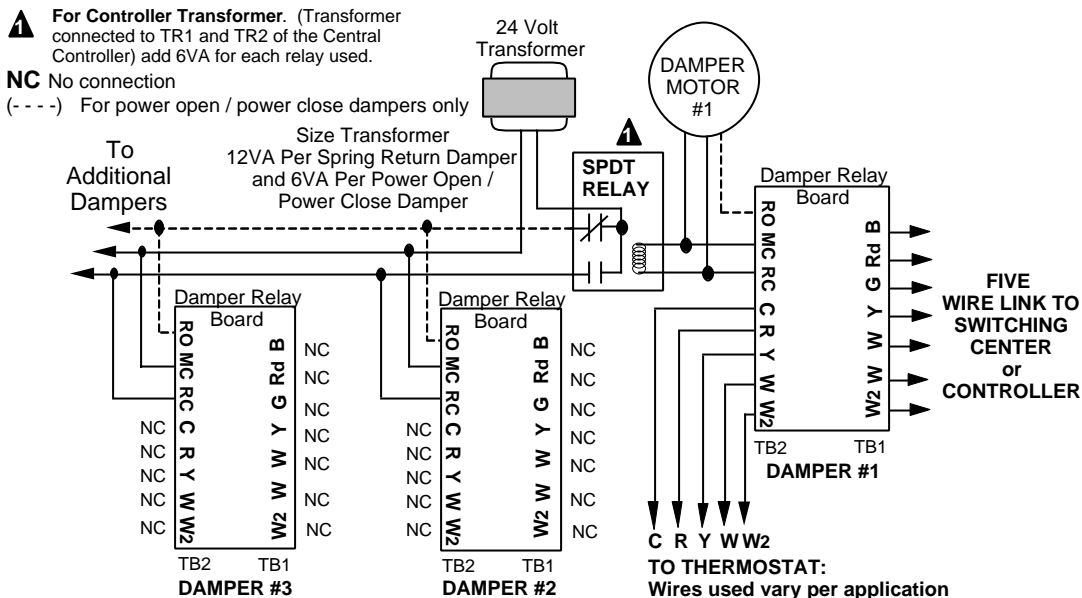 1 For Controller Transformer. (Transformer
connected to TR1 and TR2 of the Central
Controller) add 6VA for each relay used.
NC No connection
(- - - -) For power open / power close dampers only
24 Volt
Transformer
DAMPER
MOTOR
#1
To
Additional
Dampers
Size Transformer
12VA Per Spring Return Damper
and 6VA Per Power Open /
Power Close Damper
1
SPDT
RELAY
Damper Relay
Board
RO MC RC C R Y W W2
B Rd G Y W W W2
TB2 TB1
DAMPER #1
FIVE
WIRE LINK TO
SWITCHING
CENTER
or
CONTROLLER
C R Y W W2
TO THERMOSTAT:
Wires used vary per application
Damper Relay
Board
RO MC RC C R Y W W2
B Rd G Y W W W2
NC
NC
NC
NC
NC
NC
NC
NC
NC
NC
NC
NC
TB2 TB1
DAMPER #3
Damper Relay
Board
RO MC RC C R Y W W2
B Rd G Y W W W2
NC
NC
NC
NC
NC
NC
NC
NC
NC
NC
NC
NC
TB2 TB1
DAMPER #2